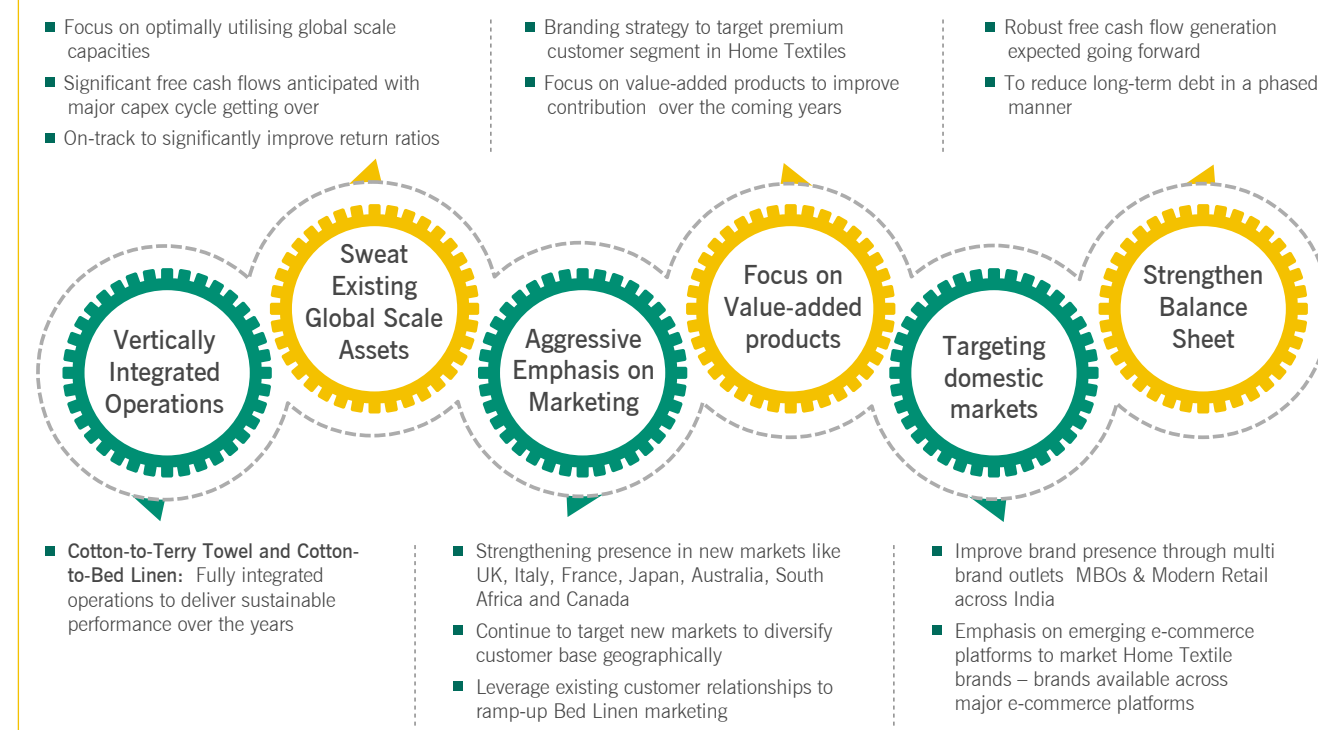 ■ Focus on optimally utilising global scale
capacities
■ Significant free cash flows anticipated with
major capex cycle getting over
■ On-track to significantly improve return ratios
■ Branding strategy to target premium
customer segment in Home Textiles
■ Focus on value-added products to improve
contribution over the coming years
■ Robust free cash flow generation
expected going forward
■ To reduce long-term debt in a phased
manner
Vertically
Integrated
Operations
Sweat
Existing
Global Scale
Assets
Aggressive
Emphasis on
Marketing
Focus on
Value-added
products
Targeting
domestic
markets
Strengthen
Balance
Sheet
■ Cotton-to-Terry Towel and Cotton-
to-Bed Linen: Fully integrated
operations to deliver sustainable
performance over the years
■ Strengthening presence in new markets like
UK, Italy, France, Japan, Australia, South
Africa and Canada
■ Continue to target new markets to diversify
customer base geographically
■ Leverage existing customer relationships to
ramp-up Bed Linen marketing
■ Improve brand presence through multi
brand outlets MBOs & Modern Retail
across India
■ Emphasis on emerging e-commerce
platforms to market Home Textile
brands – brands available across
major e-commerce platforms